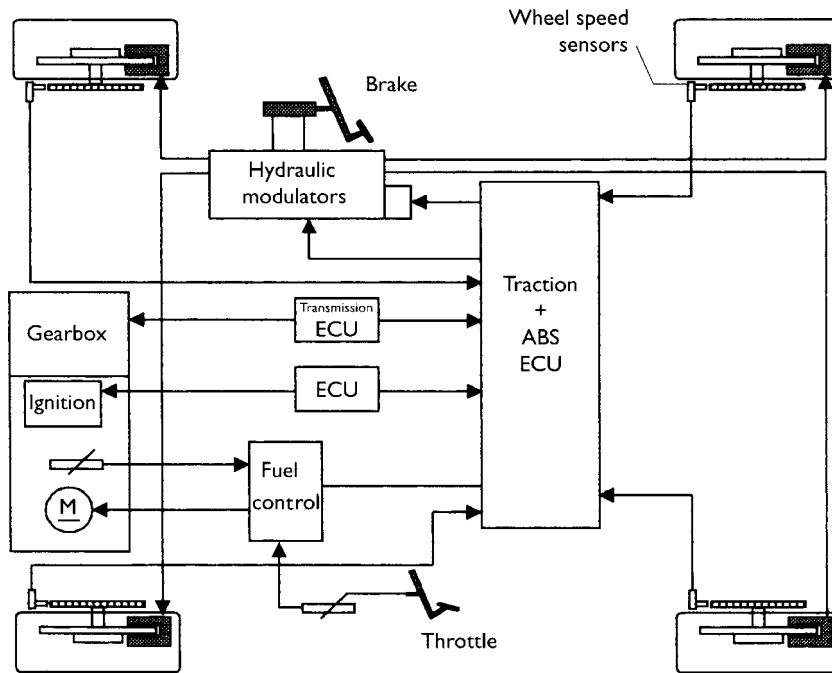 Wheel speed
sensors
Brake
Hydraulic
modulators
Traction
+
ABS
ECU
Transmission
ECU
Gearbox
ECU
Ignition
Fuel
control
M
Throttle